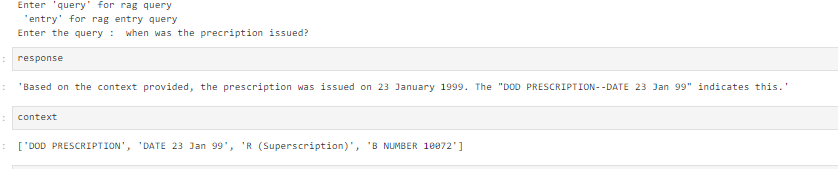 Enter 'query' for rag query
'entry' for rag entry query
Enter the query :  when was the precription issued?
: response
: 'Based on the context provided, the prescription was issued on 23 January 1999. The "DOD PRESCRIPTION--DATE 23 Jan 99" indicates this.'
: context
: ['DOD PRESCRIPTION', 'DATE 23 Jan 99', 'R (Superscription)', 'B NUMBER 10072']